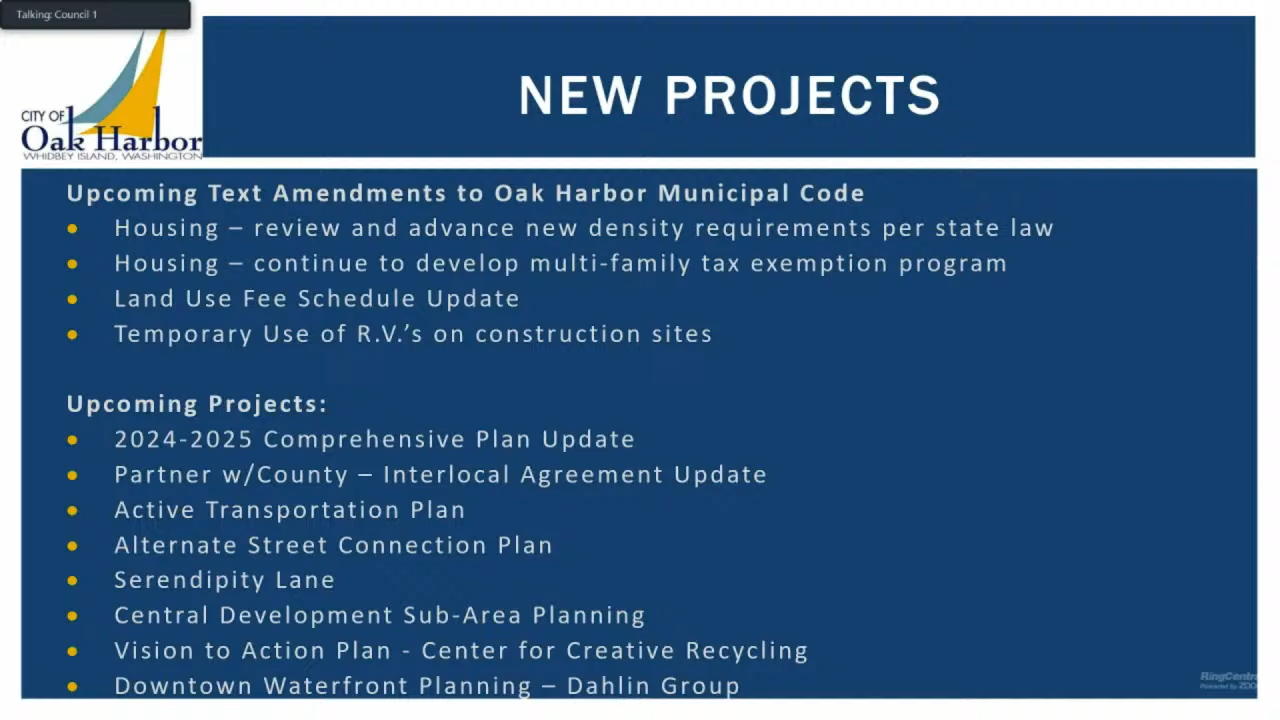 Talking: Council 1
CITY OF
Oak Harbor
WHIDBEY ISLAND, WASHINGTON
NEW PROJECTS
Upcoming Text Amendments to Oak Harbor Municipal Code
• Housing – review and advance new density requirements per state law
• Housing – continue to develop multi-family tax exemption program
• Land Use Fee Schedule Update
• Temporary Use of R.V.’s on construction sites
Upcoming Projects:
• 2024-2025 Comprehensive Plan Update
• Partner w/County – Interlocal Agreement Update
• Active Transportation Plan
• Alternate Street Connection Plan
• Serendipity Lane
• Central Development Sub-Area Planning
• Vision to Action Plan - Center for Creative Recycling
• Downtown Waterfront Planning – Dahlin Group
RingCentr
Powered by zoo